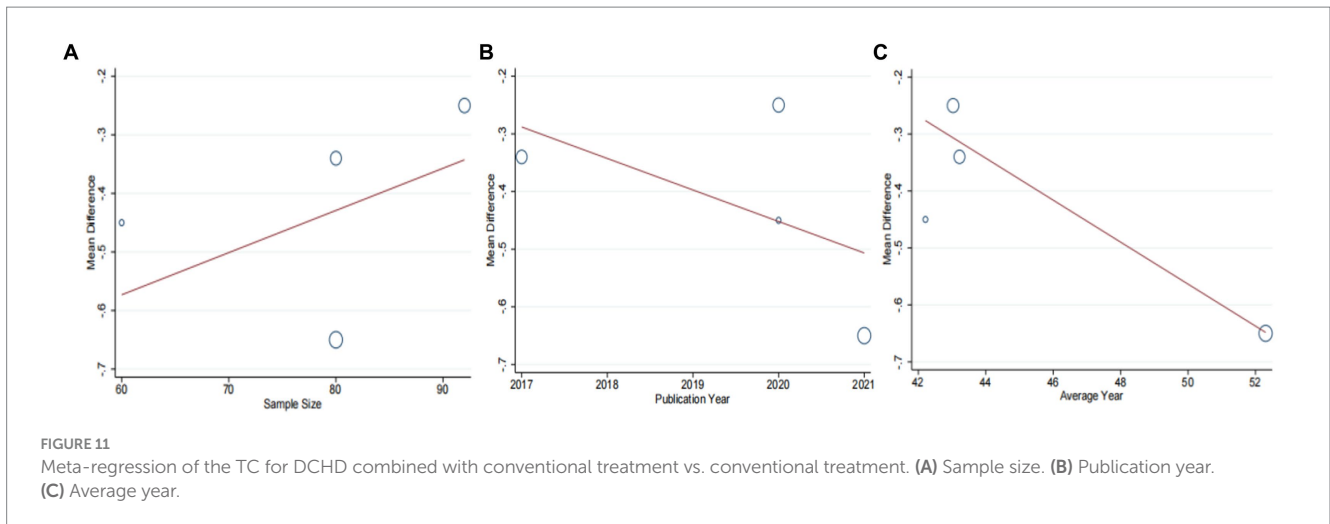 A
B
C
-.2
-.3
-.4
-.5
-.6
-.7
Mean Difference
60
70
80
90
Sample Size
-.2
-.3
-.4
-.5
-.6
-.7
Mean Difference
2017
2018
2019
2020
2021
Publication Year
-.2
-.3
-.4
-.5
-.6
-.7
Mean Difference
42
44
46
48
50
52
Average Year
FIGURE 11
Meta-regression of the TC for DCHD combined with conventional treatment vs. conventional treatment. (A) Sample size. (B) Publication year.
(C) Average year.